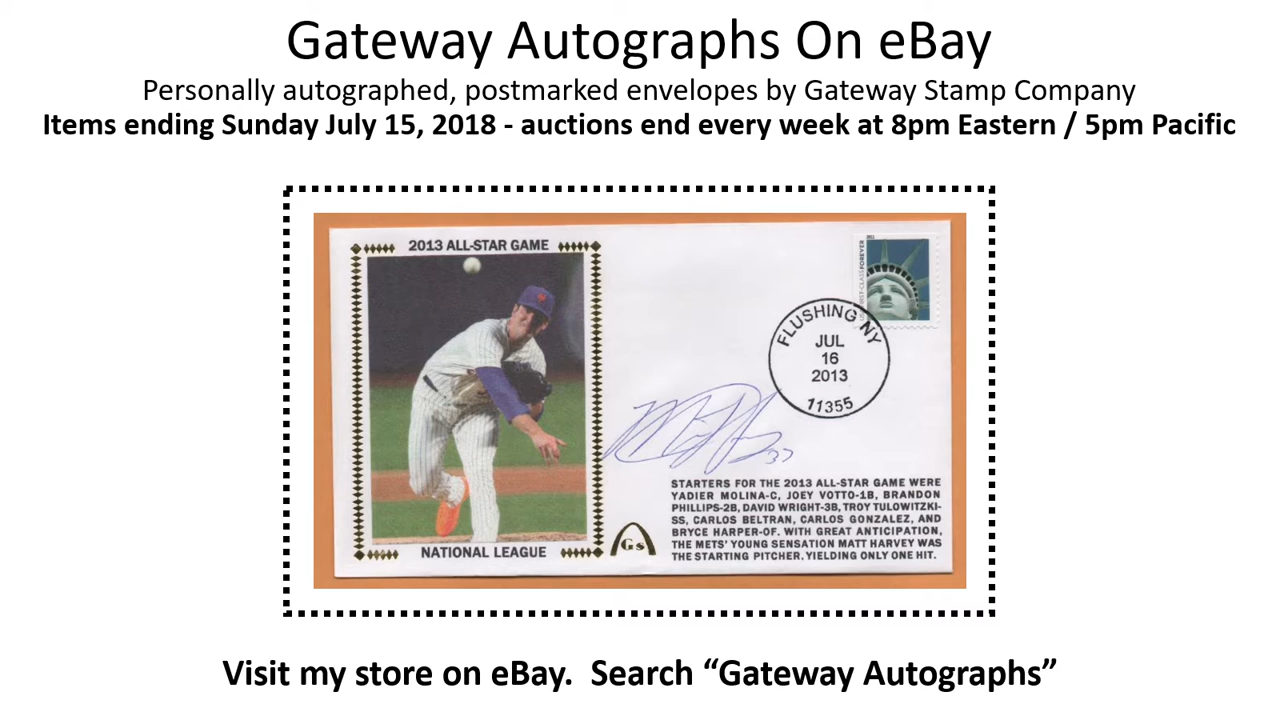 Gateway Autographs On eBay
Personally autographed, postmarked envelopes by Gateway Stamp Company
Items ending Sunday July 15, 2018 - auctions end every week at 8pm Eastern / 5pm Pacific
2013 ALL-STAR GAME
FOREVER
FLUSHING NY
JUL
16
2013
11355
37
STARTERS FOR THE 2013 ALL-STAR GAME WERE
YADIER MOLINA-C, JOEY VOTTO-1B, BRANDON
PHILLIPS-2B, DAVID WRIGHT-3B, TROY TULOWITZKI-
SS, CARLOS BELTRAN, CARLOS GONZALEZ, AND
BRYCE HARPER-OF. WITH GREAT ANTICIPATION,
THE METS' YOUNG SENSATION MATT HARVEY WAS
THE STARTING PITCHER. YIELDING ONLY ONE HIT.
Gs
NATIONAL LEAGUE
Visit my store on eBay. Search “Gateway Autographs”